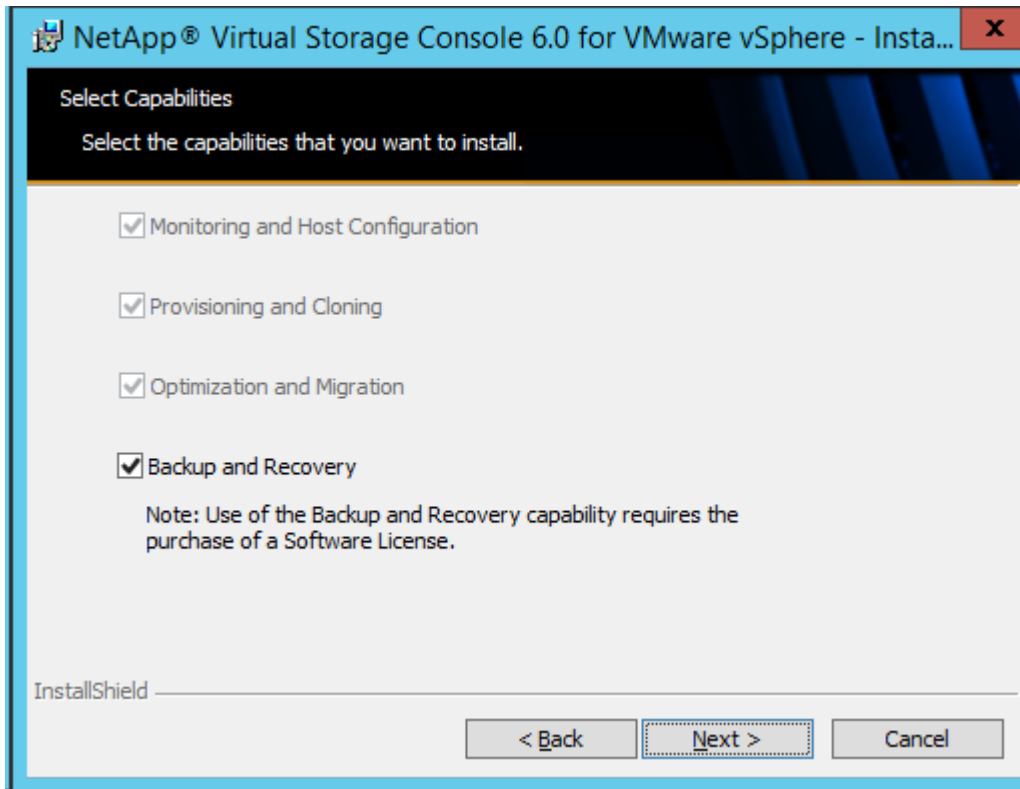 NetApp® Virtual Storage Console 6.0 for VMware vSphere - Insta...
x
Select Capabilities
Select the capabilities that you want to install.
Monitoring and Host Configuration
Provisioning and Cloning
Optimization and Migration
Backup and Recovery
Note: Use of the Backup and Recovery capability requires the
purchase of a Software License.
InstallShield
< Back
Next >
Cancel